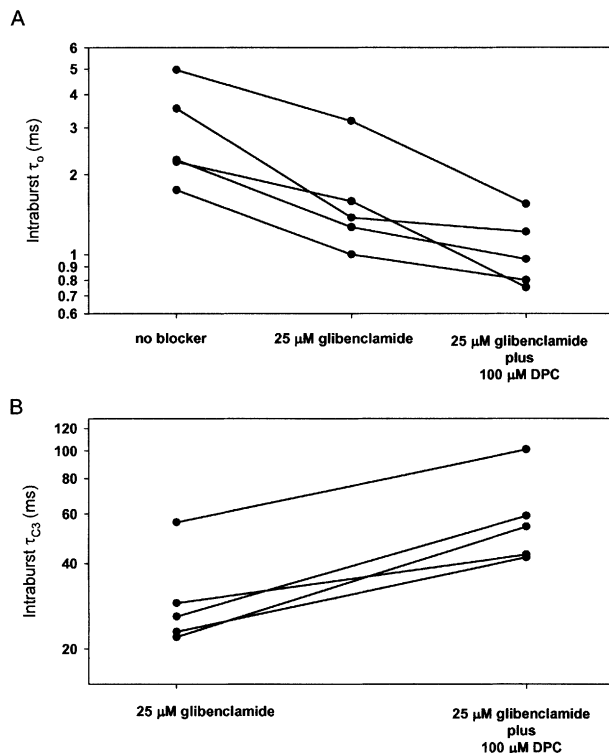 A
Intraburst τo (ms)
6
5
4
3
2
1
0.9
0.8
0.7
0.6
no blocker
25 μM glibenclamide
25 μM glibenclamide
plus
100 μM DPC
B
Intraburst τC3 (ms)
120
100
80
60
40
20
25 μM glibenclamide
25 μM glibenclamide
plus
100 μM DPC